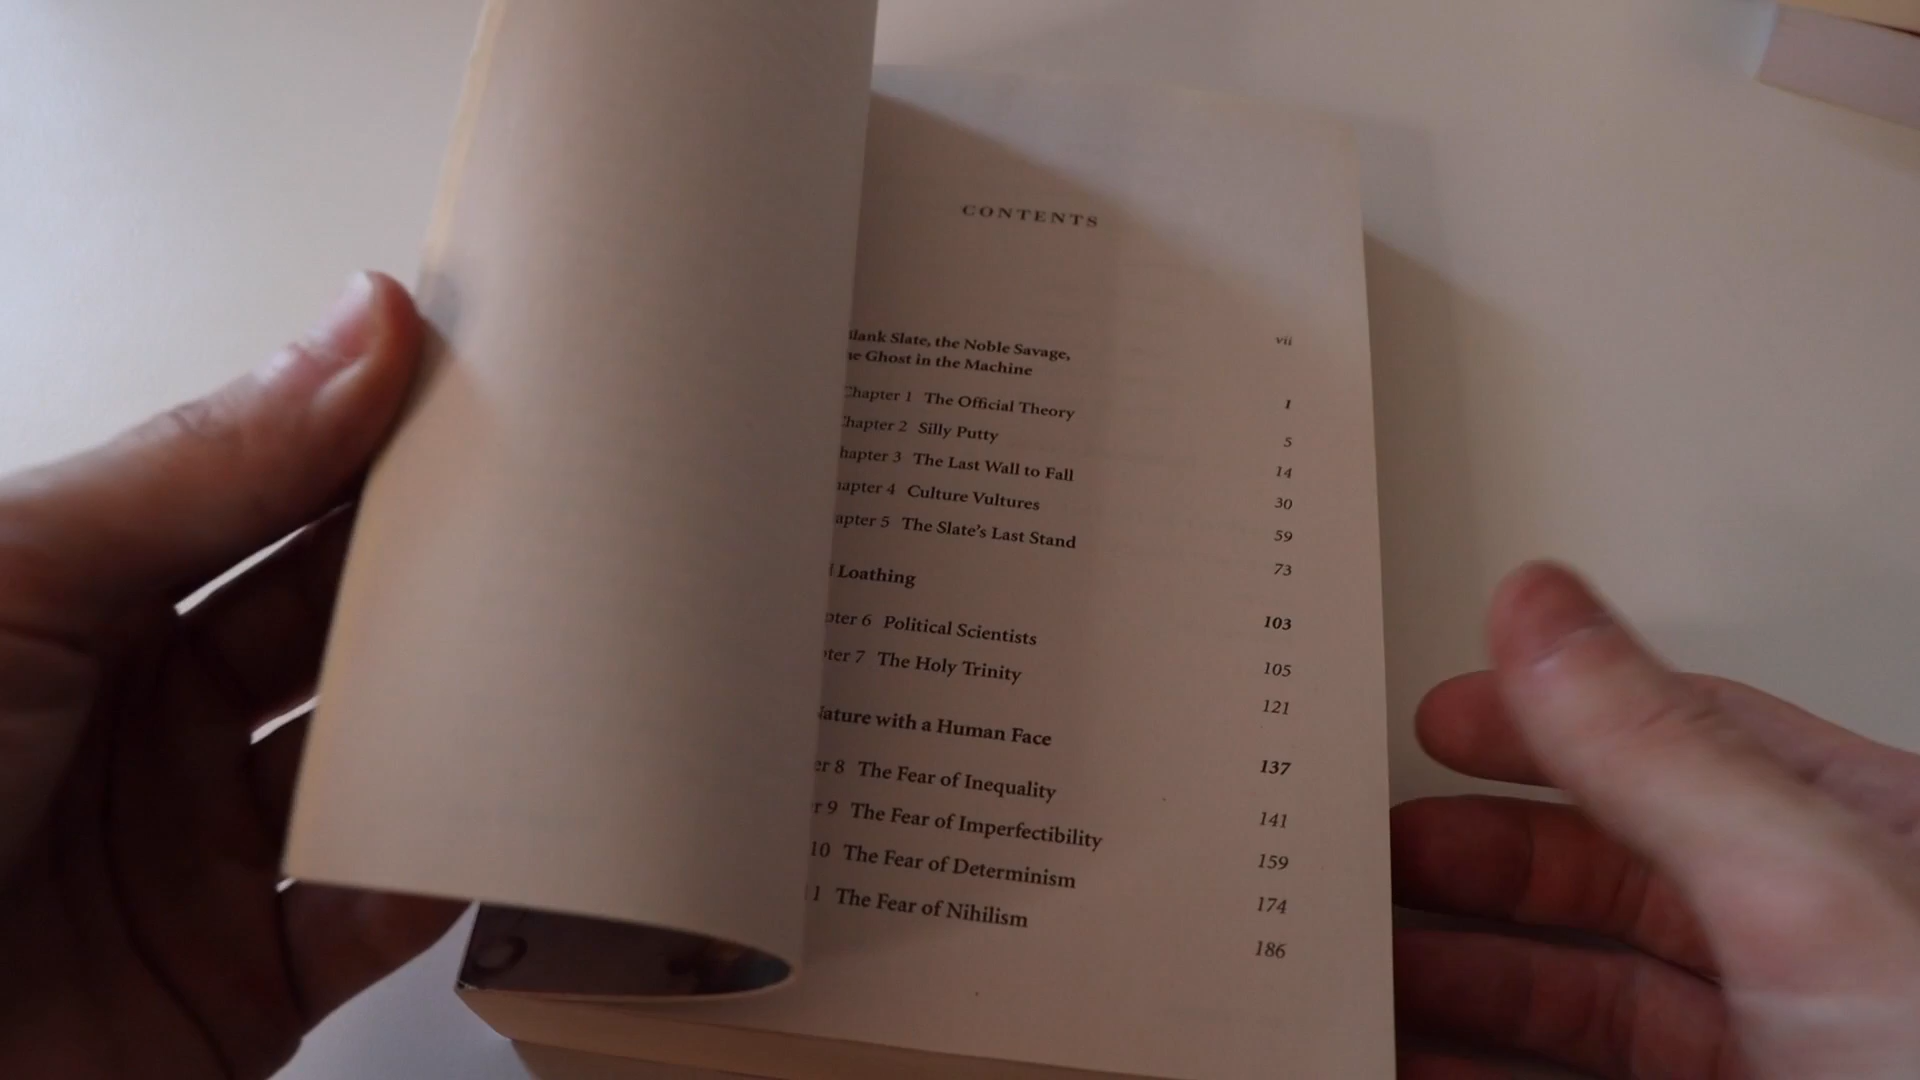 CONTENTS
vii
lank Slate, the Noble Savage,
e Ghost in the Machine 1
Chapter 1 The Official Theory 5
hapter 2 Silly Putty 14
hapter 3 The Last Wall to Fall 30
apter 4 Culture Vultures 59
apter 5 The Slate's Last Stand 73
d Loathing 103
pter 6 Political Scientists 105
ter 7 The Holy Trinity 121
Nature with a Human Face 137
er 8 The Fear of Inequality 141
r 9 The Fear of Imperfectibility 159
10 The Fear of Determinism 174
11 The Fear of Nihilism 186